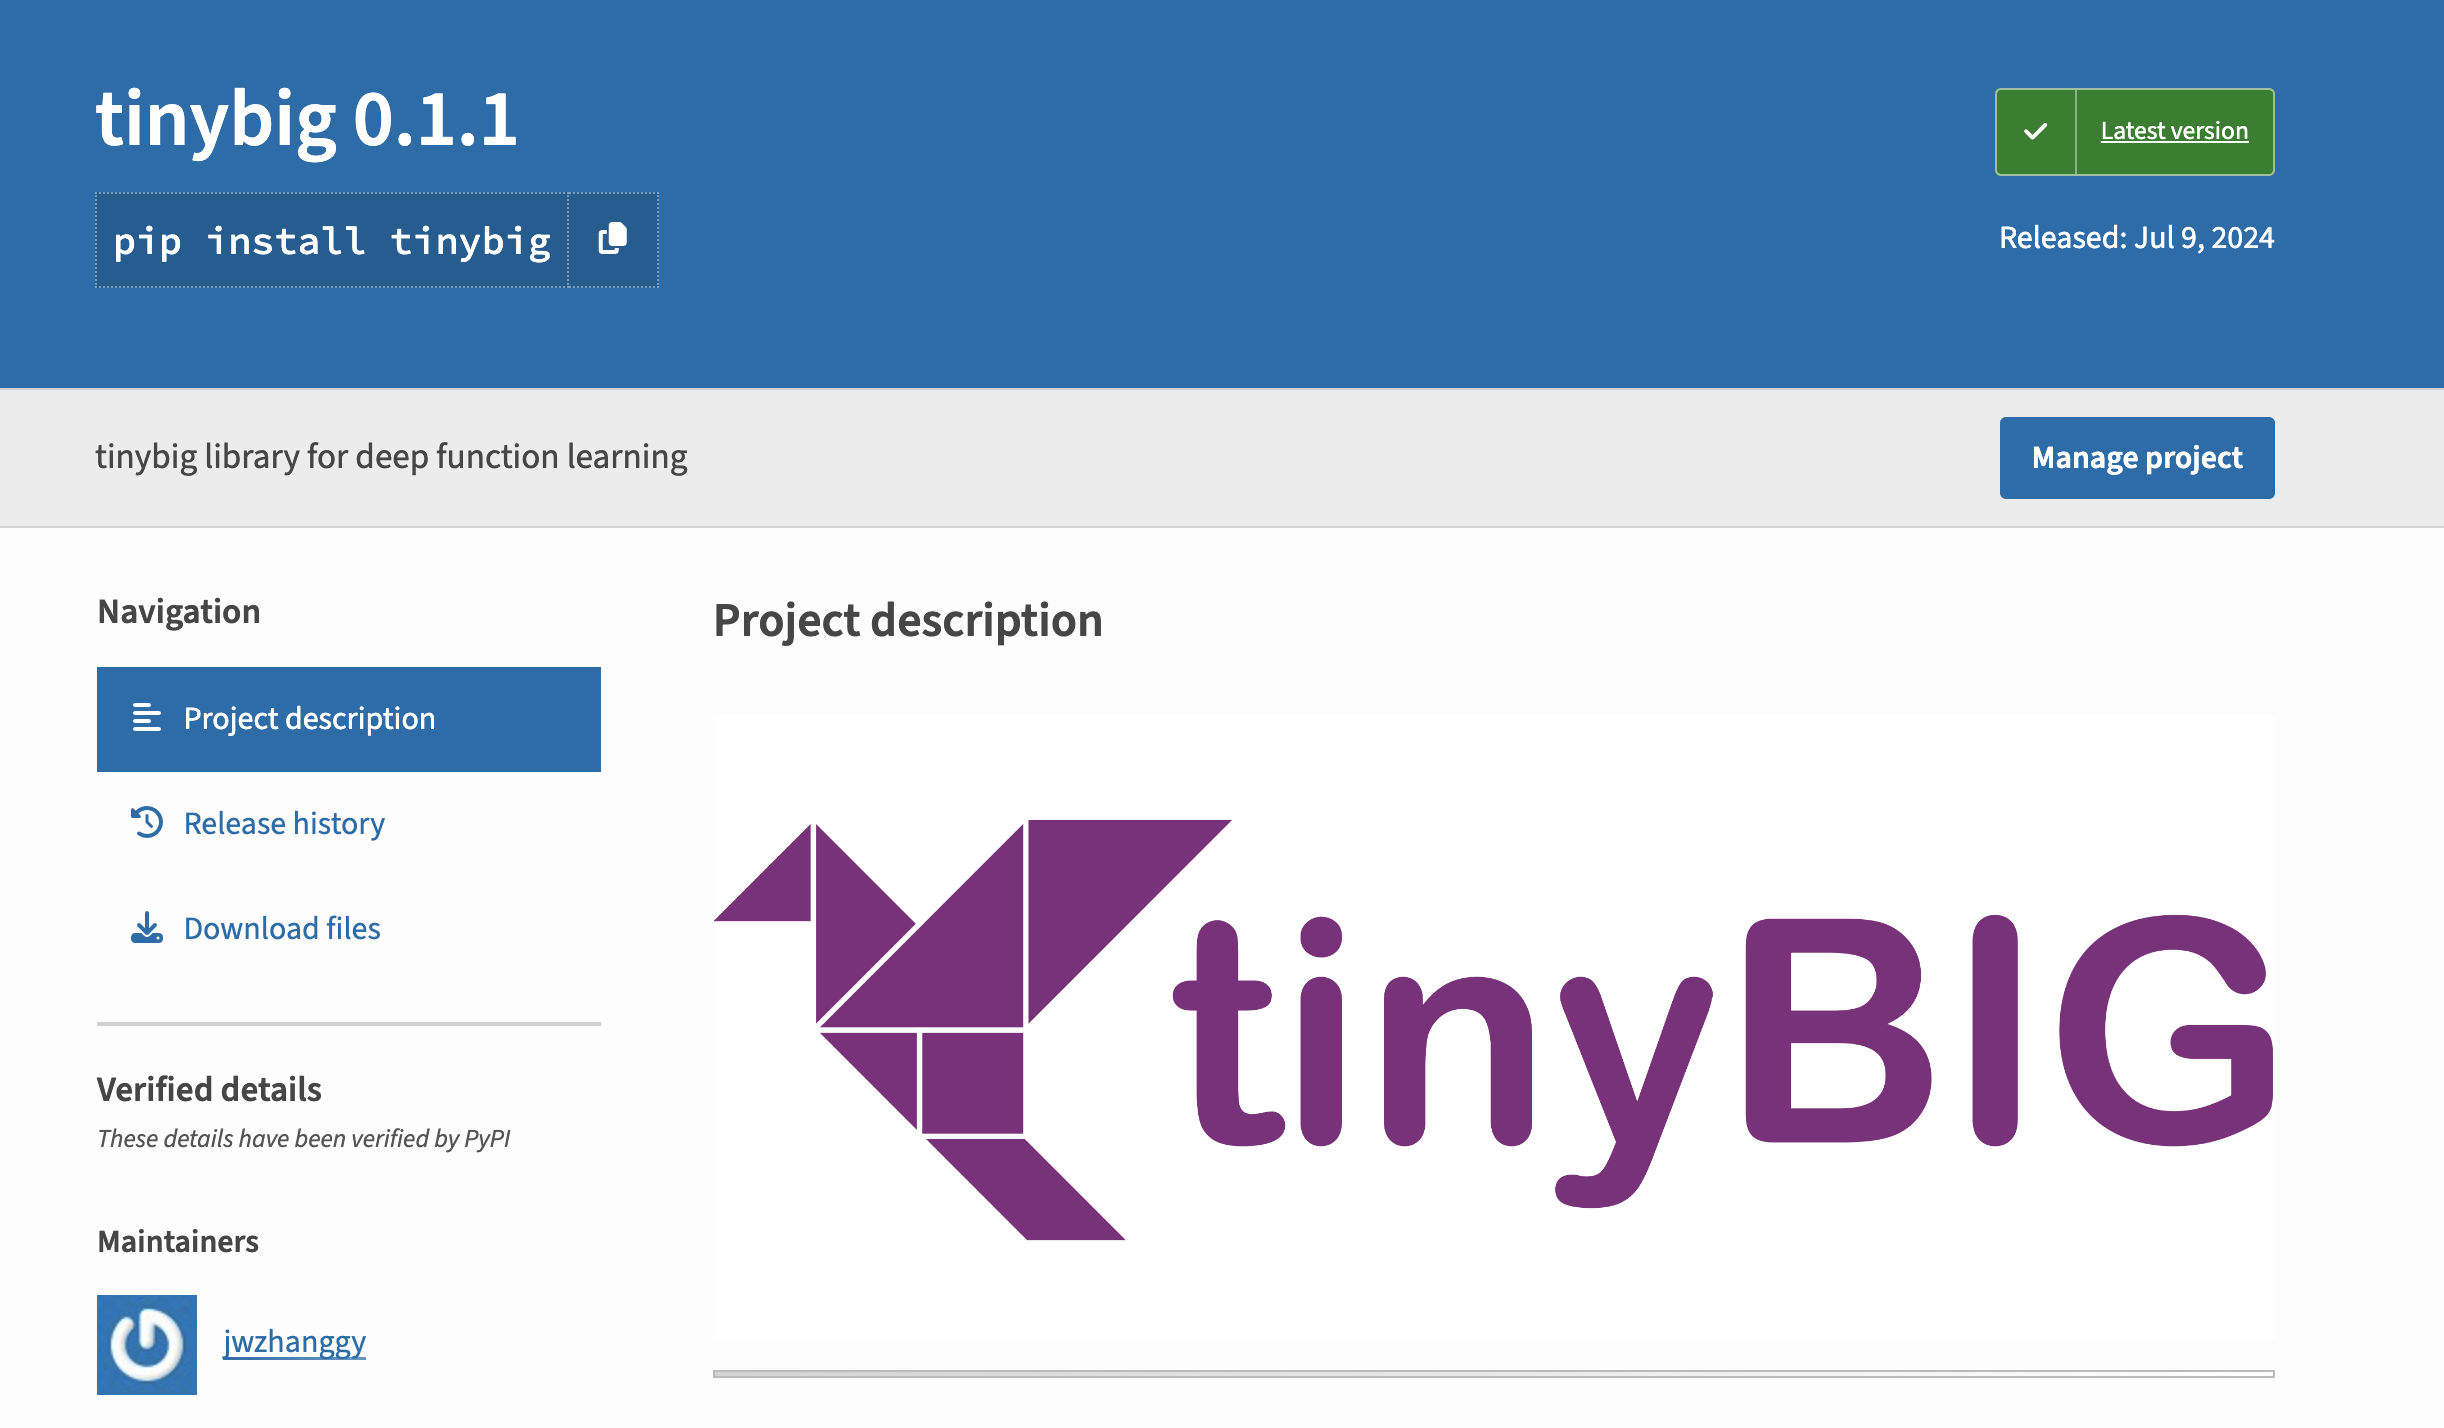 tinybig 0.1.1
Latest version
pip install tinybig
Released: Jul 9, 2024
tinybig library for deep function learning
Manage project
Navigation
Project description
Release history
Download files
Verified details
These details have been verified by PyPI
Maintainers
jwzhanggy
Project description
tinyBIG